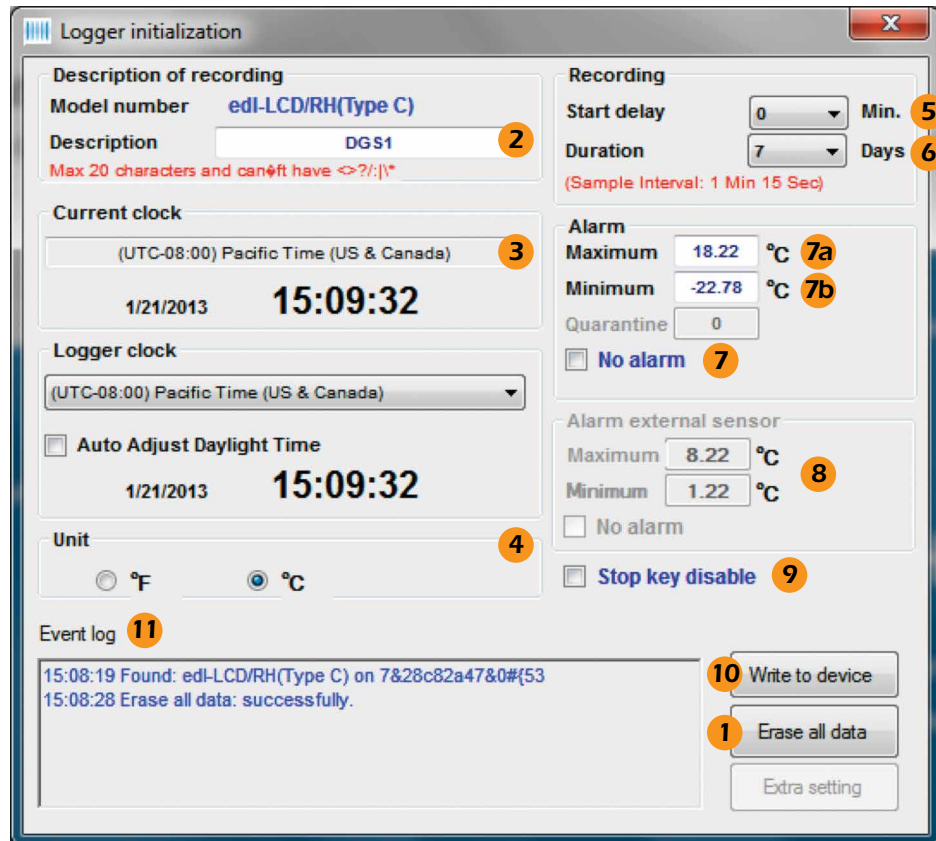 Logger initialization
Description of recording
Model number edl-LCD/RH(Type C)
Description DGS1 2
Max 20 characters and can�ft have <>?/:|\*
Current clock
(UTC-08:00) Pacific Time (US & Canada) 3
1/21/2013 15:09:32
Logger clock
(UTC-08:00) Pacific Time (US & Canada)
Auto Adjust Daylight Time
1/21/2013 15:09:32
Unit 4
°F °C
Recording
Start delay 0 Min. 5
Duration 7 Days 6
(Sample Interval: 1 Min 15 Sec)
Alarm
Maximum 18.22 °C 7a
Minimum -22.78 °C 7b
Quarantine 0
No alarm 7
Alarm external sensor
Maximum 8.22 °C
8
Minimum 1.22 °C
No alarm
Stop key disable 9
Event log 11
15:08:19 Found: edl-LCD/RH(Type C) on 7&28c82a47&0#{53
15:08:28 Erase all data: successfully.
10 Write to device
1 Erase all data
Extra setting